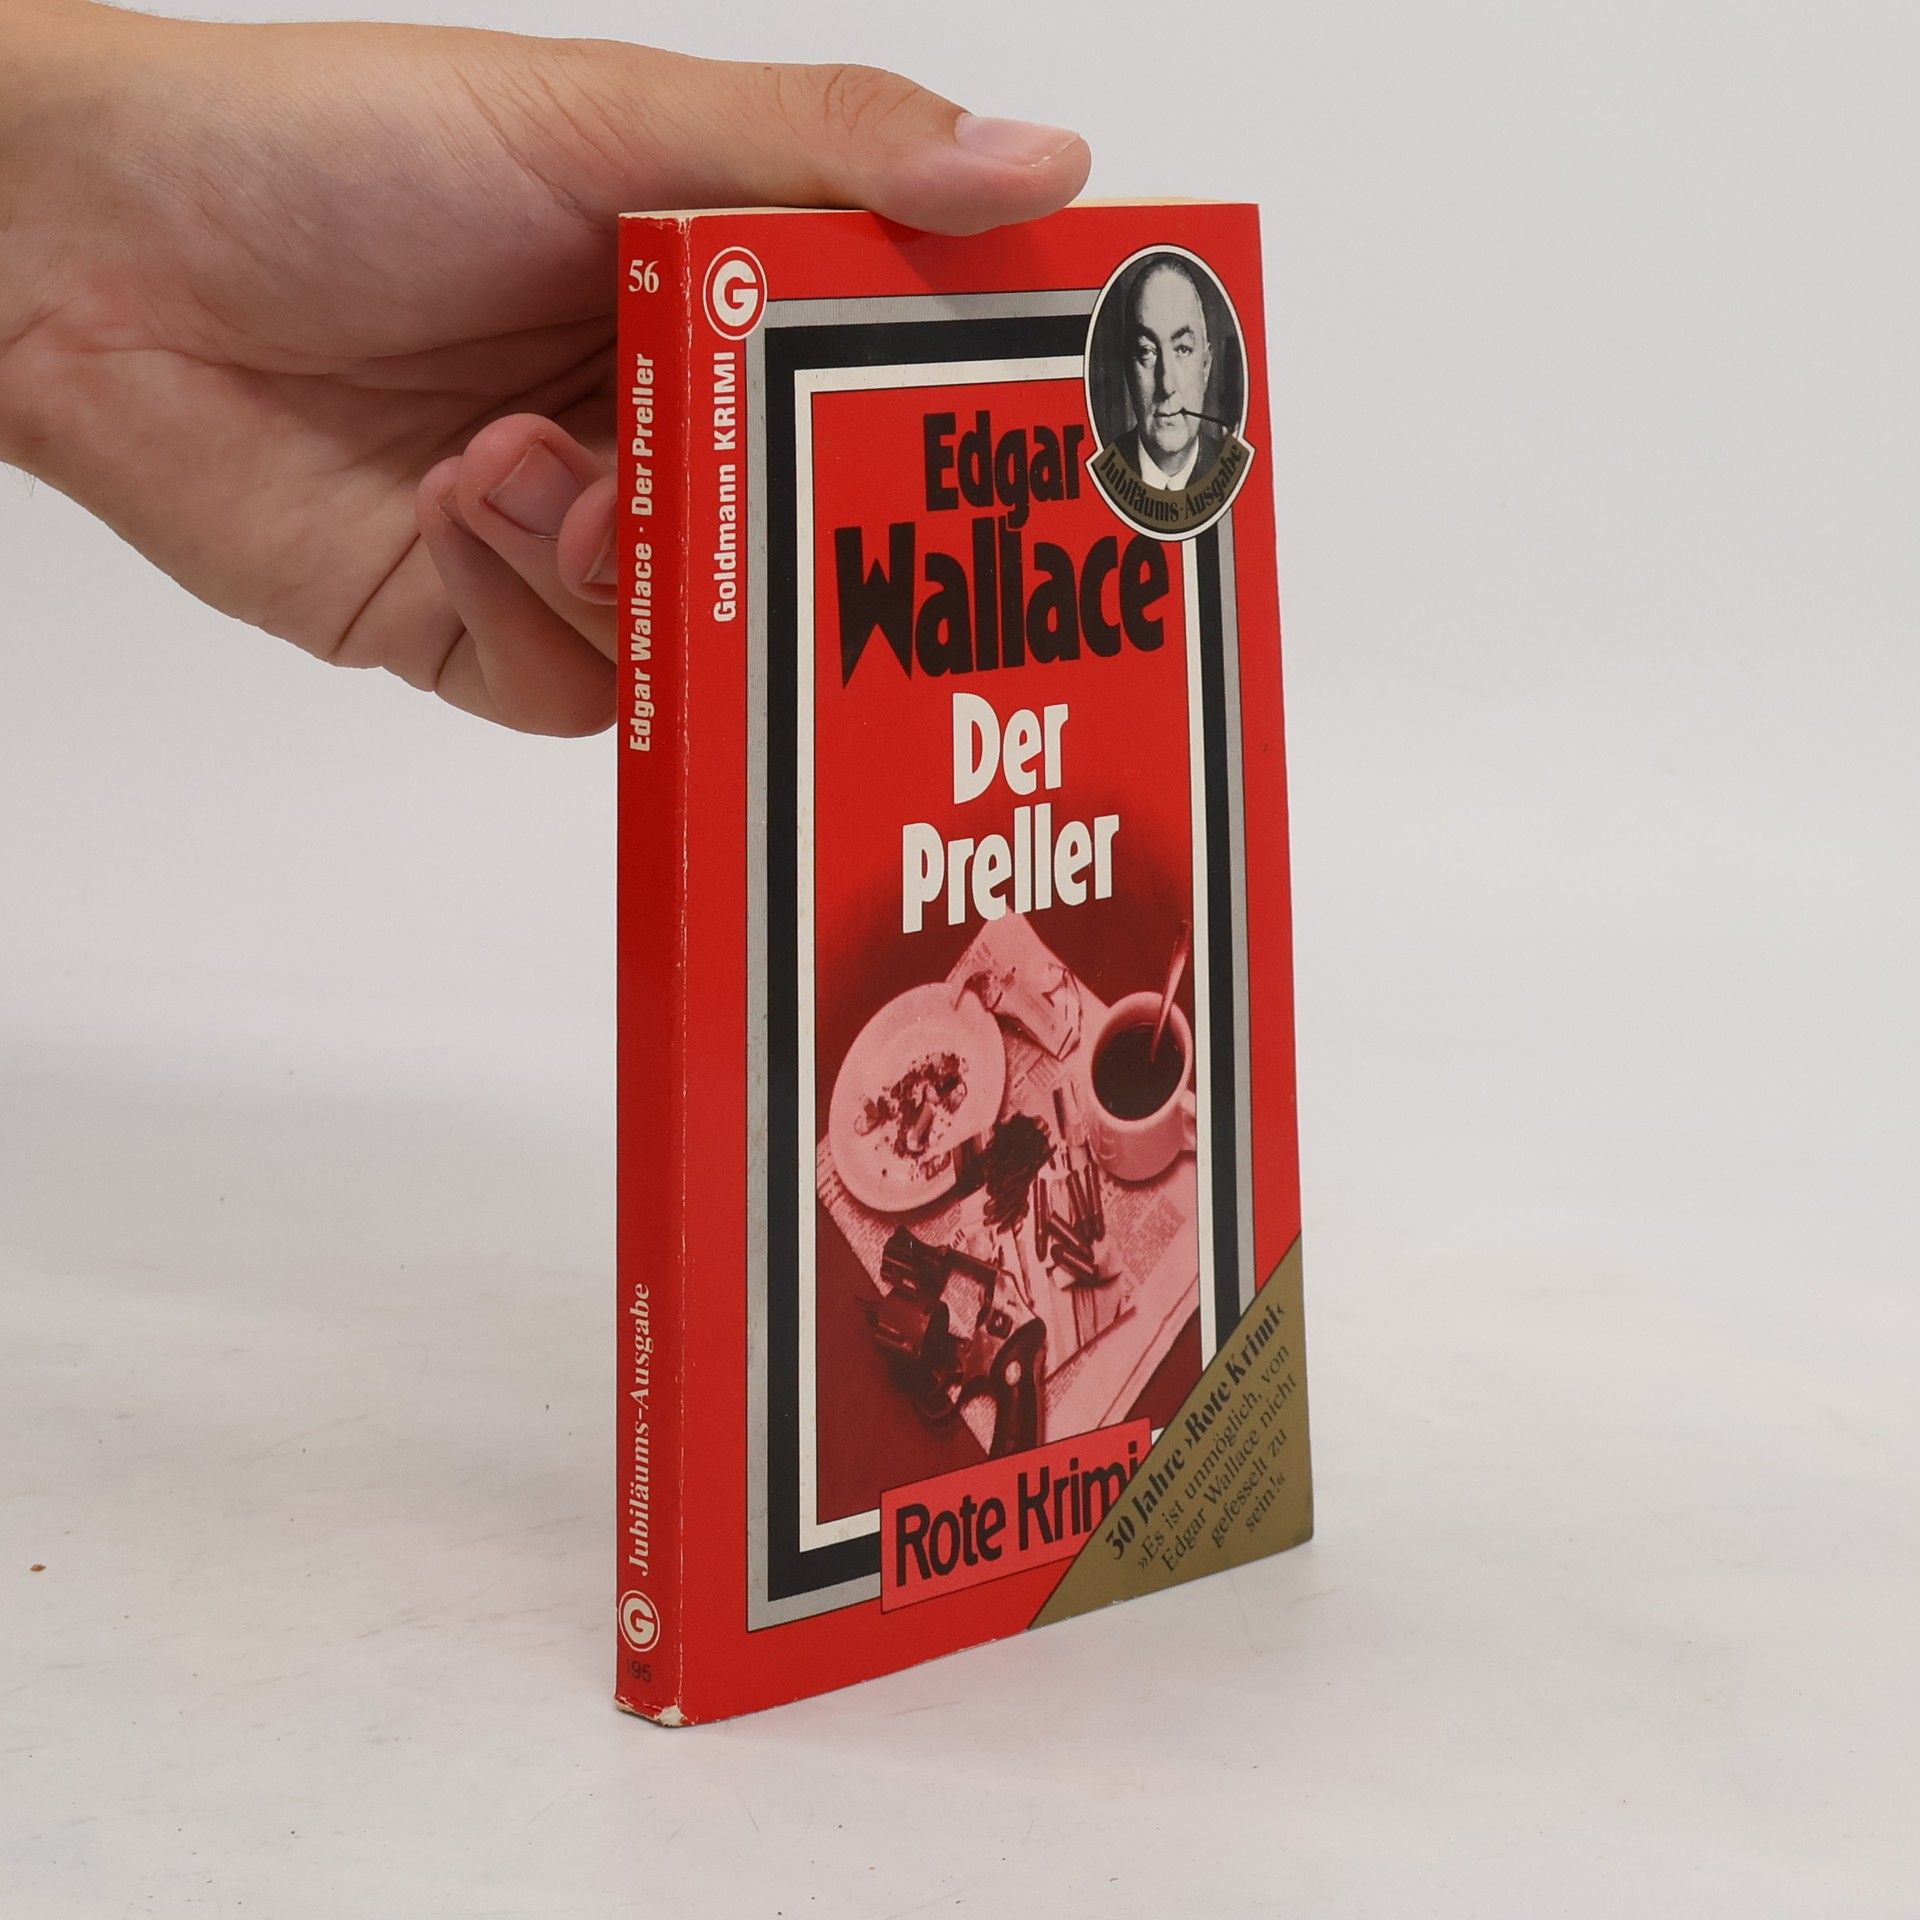 56
Edgar Wallace · Der Preller
Jubiläums-Ausgabe
G
195
G
Goldmann KRIMI
Jubiläums-Ausgabe
Edgar
Wallace
Der
Preller
Rote Krimi
30 Jahre ›Rote Krimi‹
»Es ist unmöglich, von
Edgar Wallace nicht
gefesselt zu
sein!«